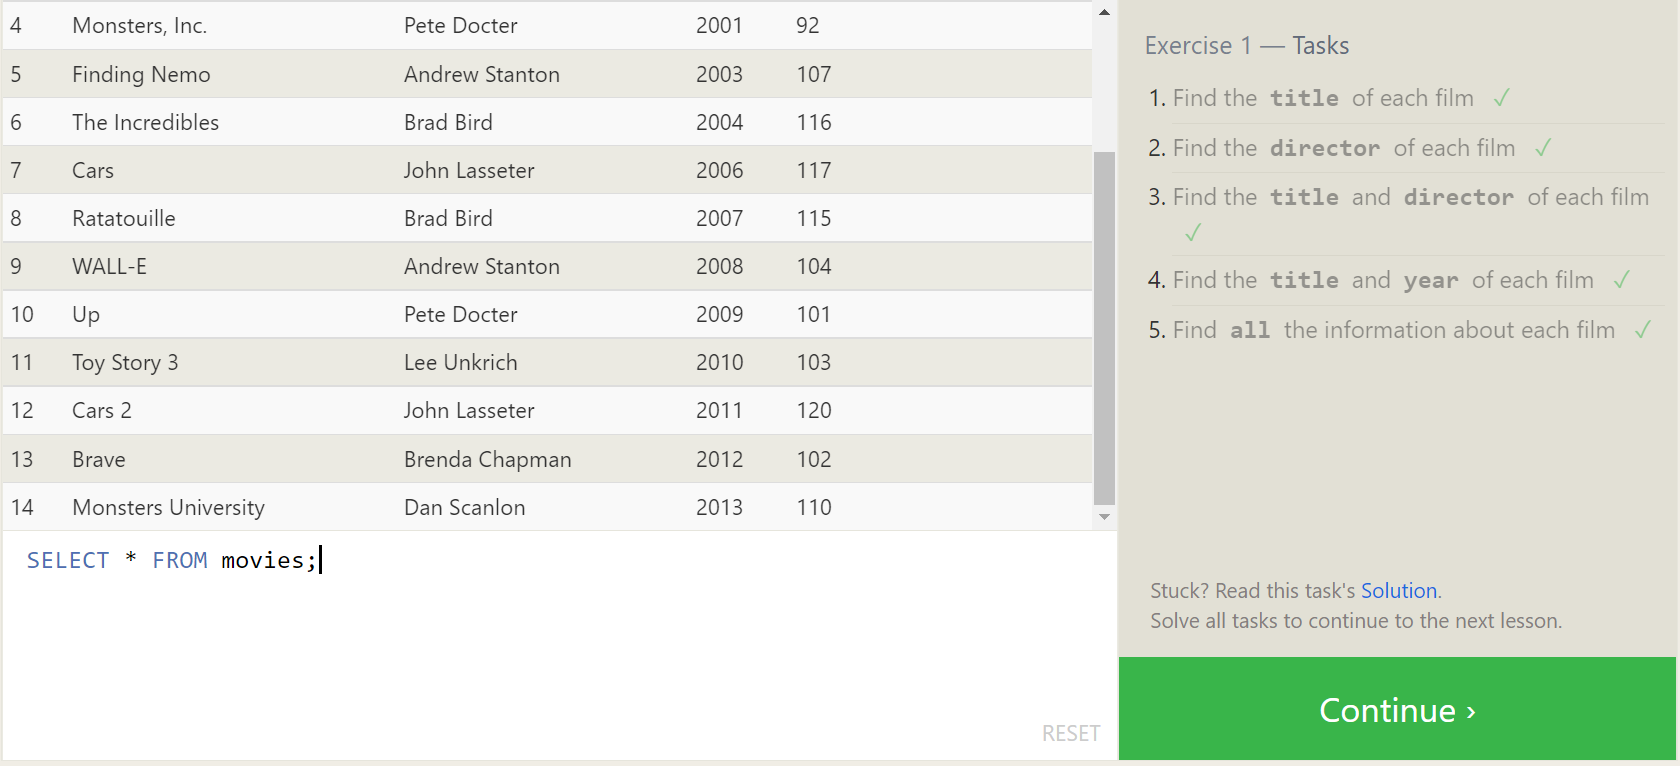 4 Monsters, Inc. Pete Docter 2001 92
5 Finding Nemo Andrew Stanton 2003 107
6 The Incredibles Brad Bird 2004 116
7 Cars John Lasseter 2006 117
8 Ratatouille Brad Bird 2007 115
9 WALL-E Andrew Stanton 2008 104
10 Up Pete Docter 2009 101
11 Toy Story 3 Lee Unkrich 2010 103
12 Cars 2 John Lasseter 2011 120
13 Brave Brenda Chapman 2012 102
14 Monsters University Dan Scanlon 2013 110
SELECT * FROM movies;
RESET
Exercise 1 — Tasks
1. Find the title of each film ✓
2. Find the director of each film ✓
3. Find the title and director of each film
✓
4. Find the title and year of each film ✓
5. Find all the information about each film ✓
Stuck? Read this task's Solution.
Solve all tasks to continue to the next lesson.
Continue ›